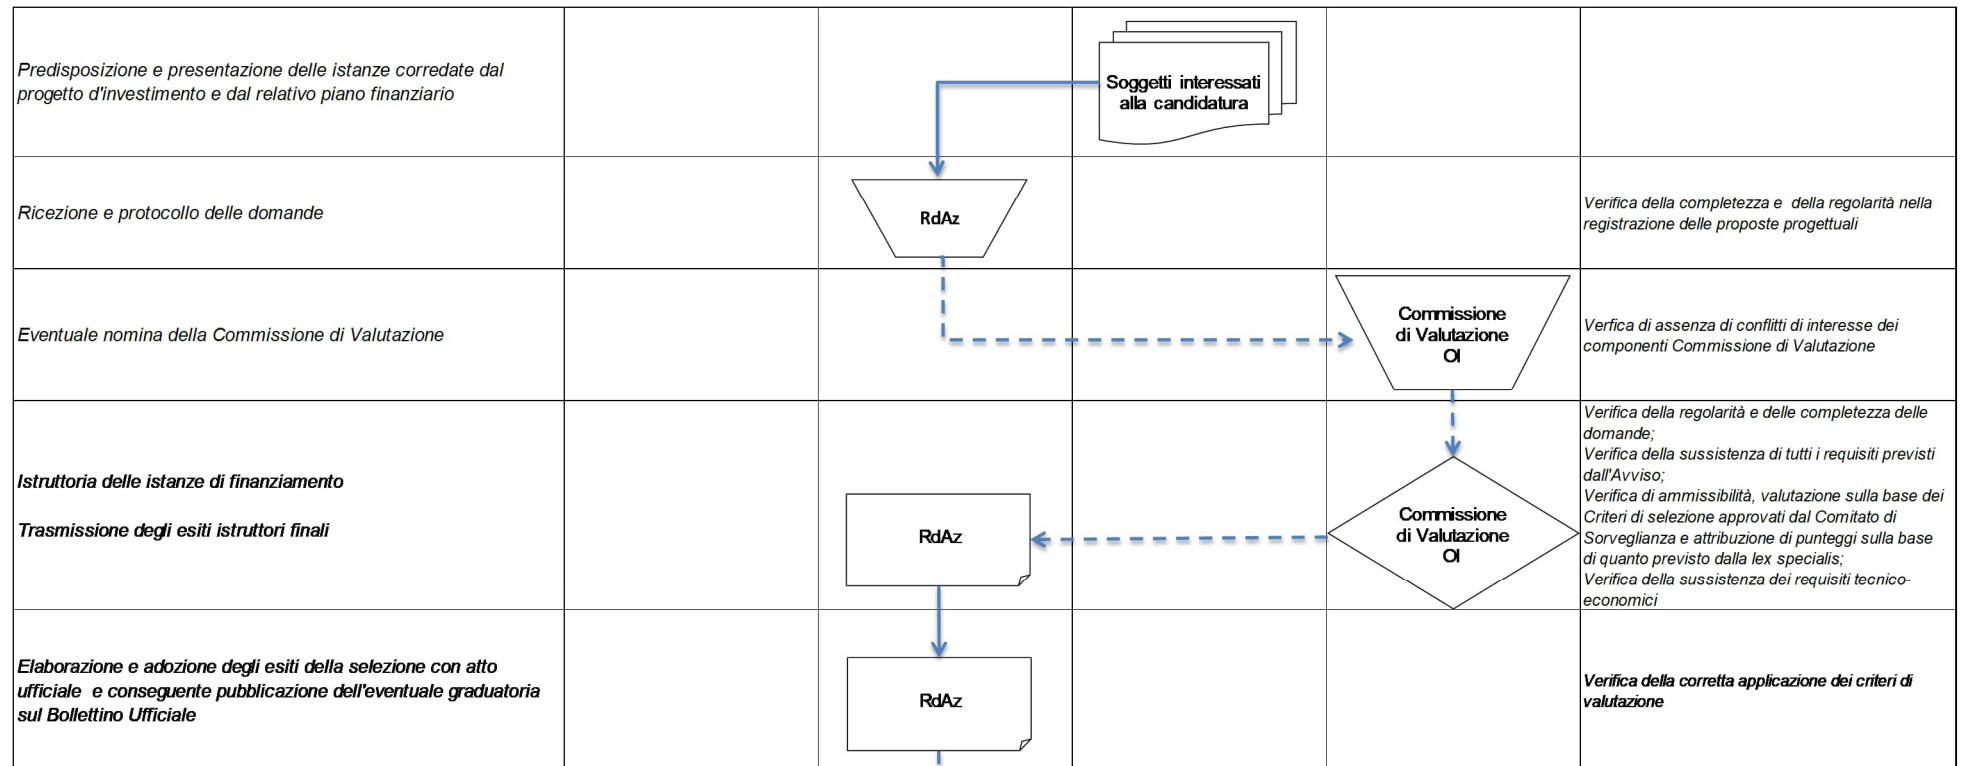 Predisposizione e presentazione delle istanze corredate dal
progetto d'investimento e dal relativo piano finanziario
Soggetti interessati
alla candidatura
Ricezione e protocollo delle domande
RdAz
Verifica della completezza e della regolarità nella
registrazione delle proposte progettuali
Eventuale nomina della Commissione di Valutazione
Commissione
di Valutazione
OI
Verfica di assenza di conflitti di interesse dei
componenti Commissione di Valutazione
Istruttoria delle istanze di finanziamento
Trasmissione degli esiti istruttori finali
RdAz
Commissione
di Valutazione
OI
Verifica della regolarità e delle completezza delle
domande;
Verifica della sussistenza di tutti i requisiti previsti
dall'Avviso;
Verifica di ammissibilità, valutazione sulla base dei
Criteri di selezione approvati dal Comitato di
Sorveglianza e attribuzione di punteggi sulla base
di quanto previsto dalla lex specialis;
Verifica della sussistenza dei requisiti tecnico-
economici
Elaborazione e adozione degli esiti della selezione con atto
ufficiale e conseguente pubblicazione dell'eventuale graduatoria
sul Bollettino Ufficiale
RdAz
Verifica della corretta applicazione dei criteri di
valutazione